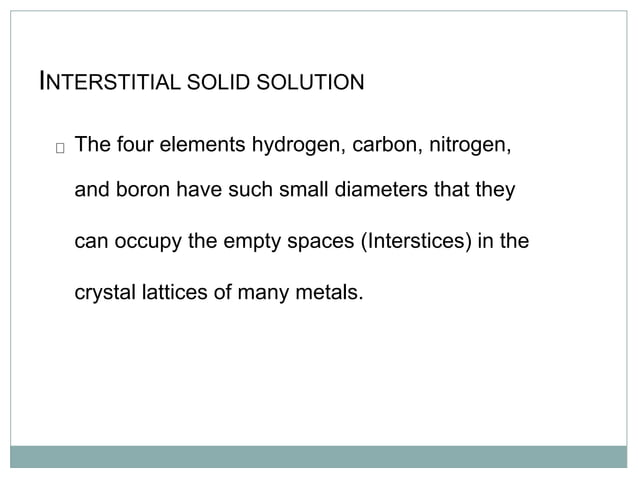 INTERSTITIAL SOLID SOLUTION
The four elements hydrogen, carbon, nitrogen,
and boron have such small diameters that they
can occupy the empty spaces (Interstices) in the
crystal lattices of many metals.